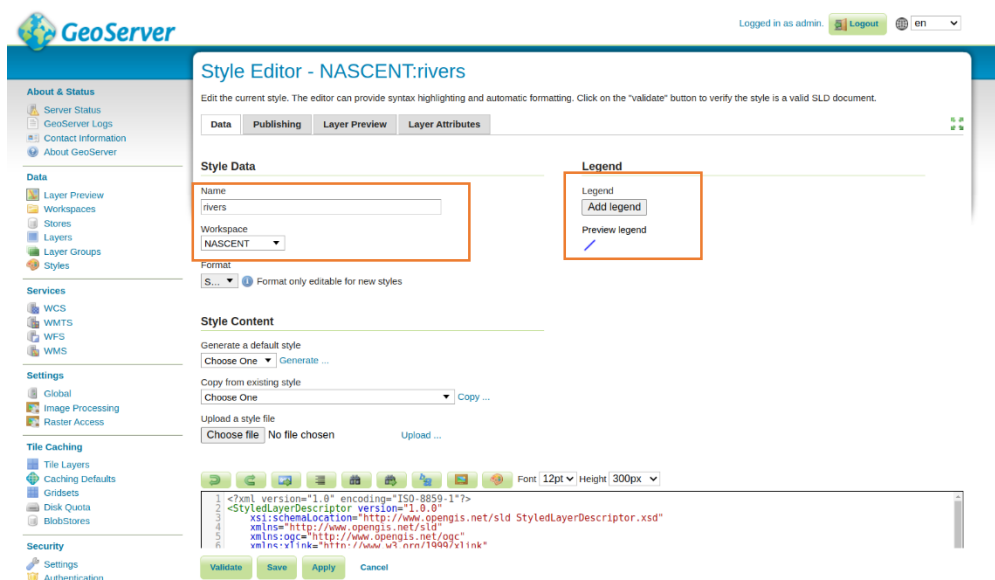 GeoServer
Logged in as admin. Logout en
Style Editor - NASCENT:rivers
Edit the current style. The editor can provide syntax highlighting and automatic formatting. Click on the "validate" button to verify the style is a valid SLD document.
Data Publishing Layer Preview Layer Attributes
About & Status
Server Status
GeoServer Logs
Contact Information
About GeoServer
Data
Layer Preview
Workspaces
Stores
Layers
Layer Groups
Styles
Services
WCS
WMTS
WFS
WMS
Settings
Global
Image Processing
Raster Access
Tile Caching
Tile Layers
Caching Defaults
Gridsets
Disk Quota
BlobStores
Security
Settings
Authentication
Style Data
Name
rivers
Workspace
NASCENT
Format
S... Format only editable for new styles
Legend
Legend
Add legend
Preview legend
Style Content
Generate a default style
Choose One Generate ...
Copy from existing style
Choose One Copy ...
Upload a style file
Choose file No file chosen Upload ...
Font 12pt Height 300px
1 <?xml version="1.0" encoding="ISO-8859-1"?>
2 <StyledLayerDescriptor version="1.0.0"
3 xsi:schemaLocation="http://www.opengis.net/sld StyledLayerDescriptor.xsd"
4 xmlns="http://www.opengis.net/sld"
5 xmlns:ogc="http://www.opengis.net/ogc"
6 xmlns:xlink="http://www.w3.org/1999/xlink"
Validate Save Apply Cancel